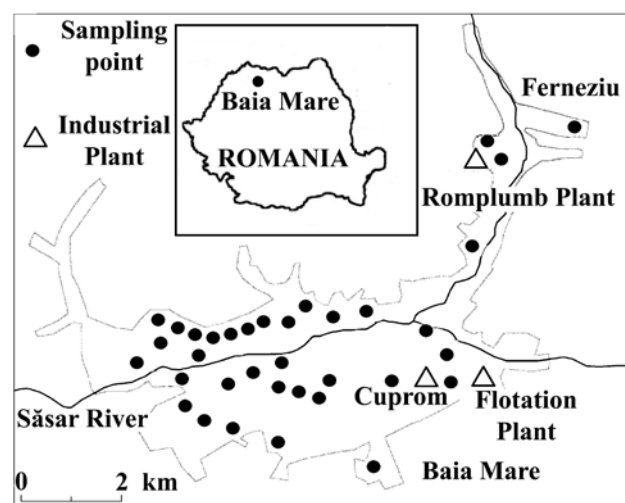 Sampling
point
Industrial
Plant
Baia Mare
ROMANIA
Ferneziu
Romplumb Plant
Săsar River
Cuprom
Flotation
Plant
Baia Mare
0 2 km